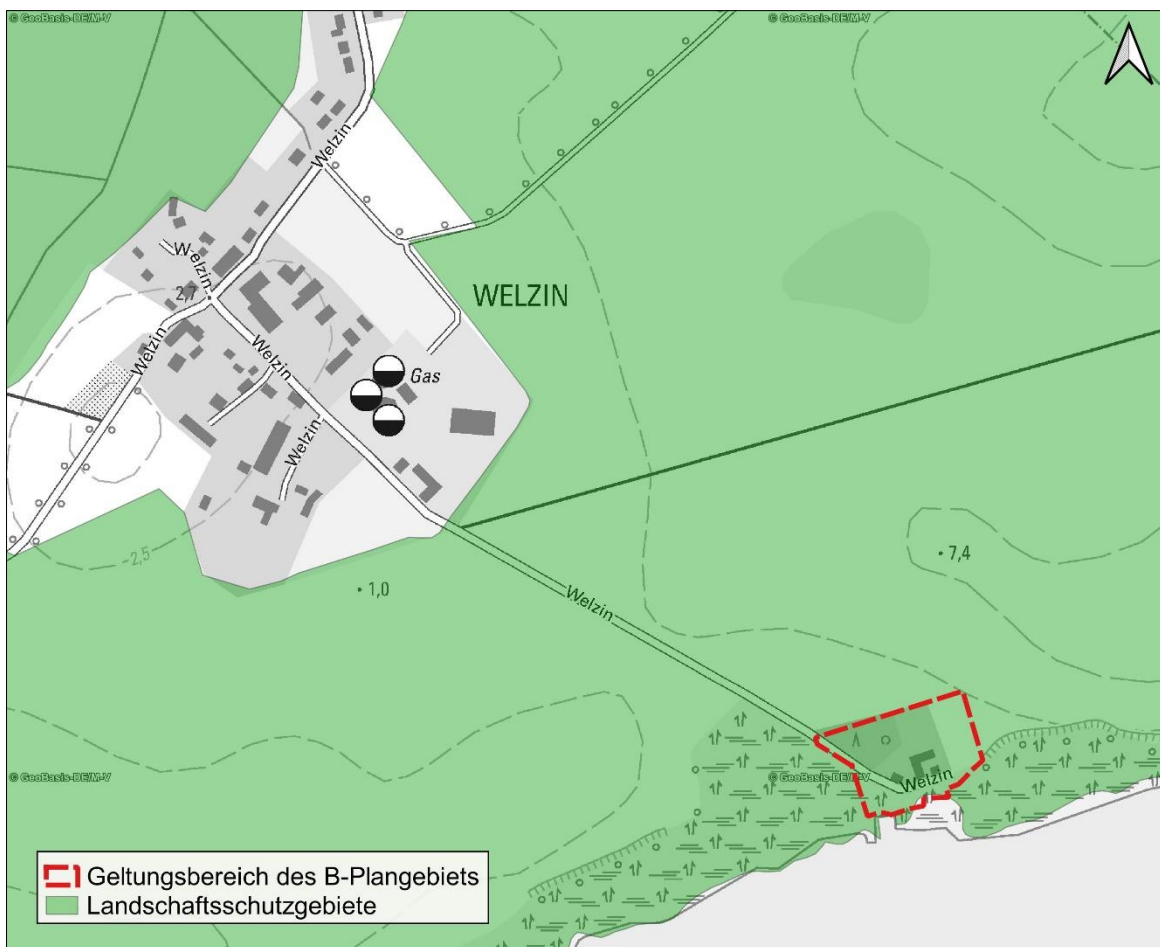 © GeoBasis-DE/M-V
© GeoBasis-DE/M-V
Welzin
Welzin
2,7
WELZIN
Welzin
Welzin
Gas
Welzin
2,5
7,4
1,0
Welzin
© GeoBasis-DE/M-V
© GeoBasis-DE/M-V
Welzin
Geltungsbereich des B-Plangebiets
Landschaftsschutzgebiete